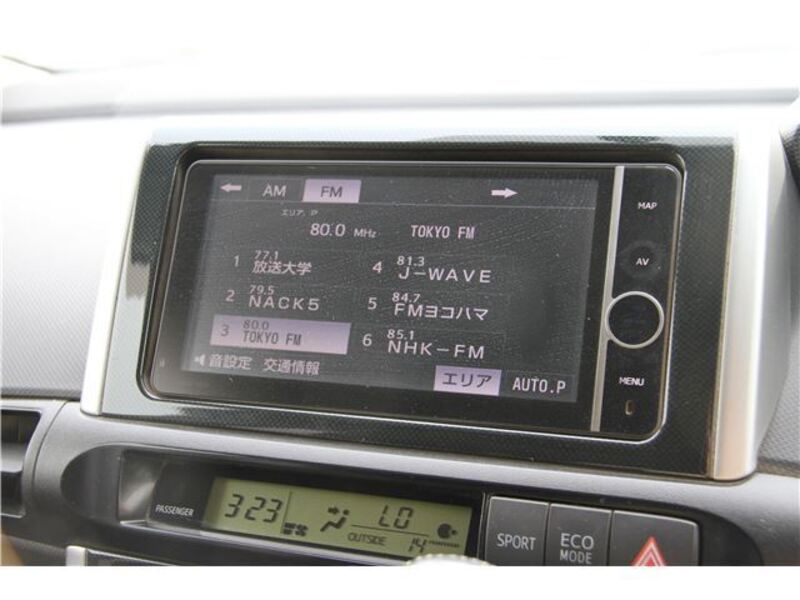 AM FM
MAP
エリア. P
80.0 MHz TOKYO FM
AV
1 77.1 放送大学
4 81.3 J-WAVE
2 79.5 NACK5
5 84.7 FMヨコハマ
3 80.0 TOKYO FM
6 85.1 NHK-FM
音設定 交通情報
エリア AUTO.P
MENU
PASSENGER
3:23
LO
OUTSIDE 14
SPORT
ECO
MODE